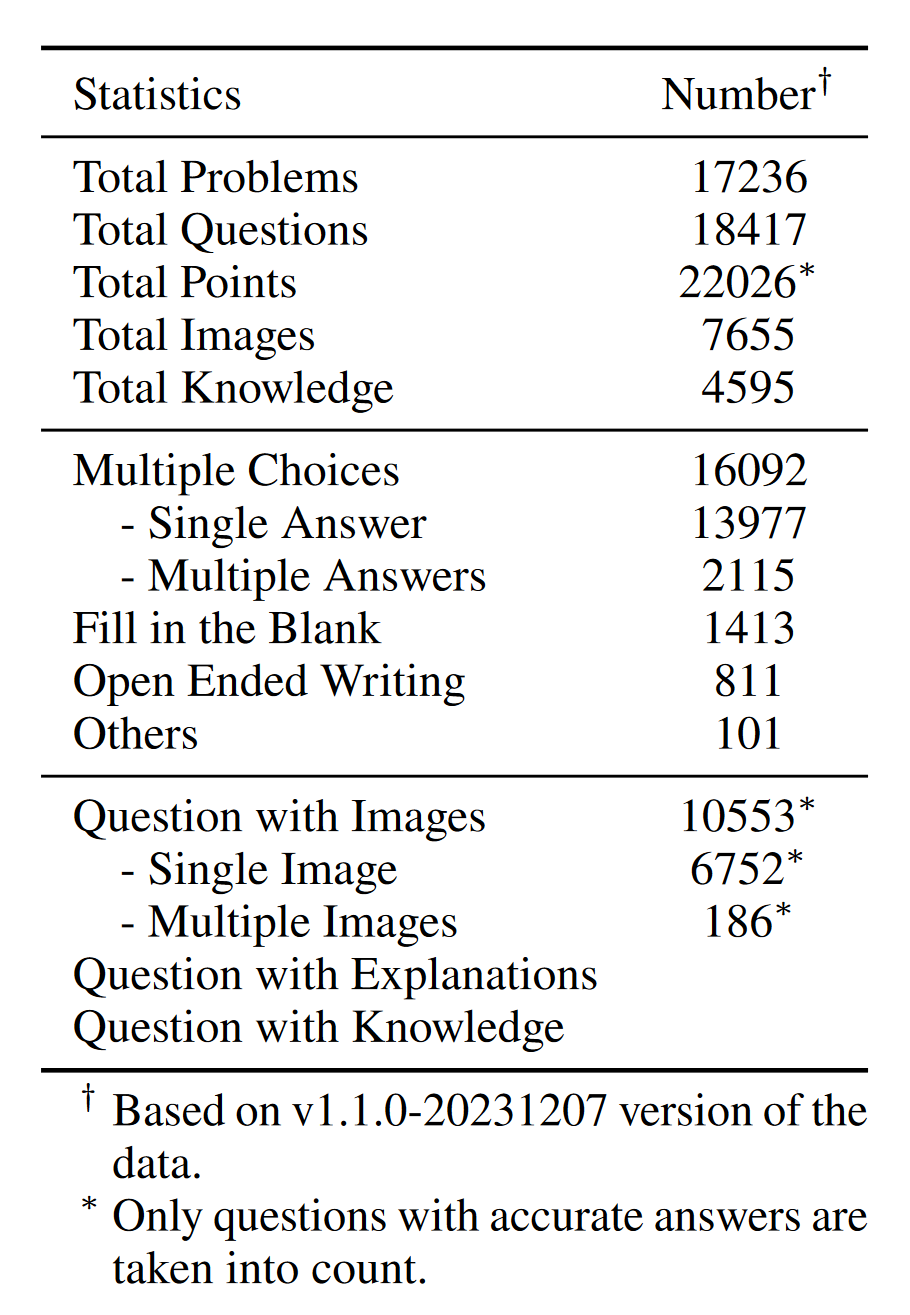 Statistics Number†
Total Problems 17236
Total Questions 18417
Total Points 22026*
Total Images 7655
Total Knowledge 4595
Multiple Choices 16092
- Single Answer 13977
- Multiple Answers 2115
Fill in the Blank 1413
Open Ended Writing 811
Others 101
Question with Images 10553*
- Single Image 6752*
- Multiple Images 186*
Question with Explanations
Question with Knowledge
† Based on v1.1.0-20231207 version of the
data.
* Only questions with accurate answers are
taken into count.